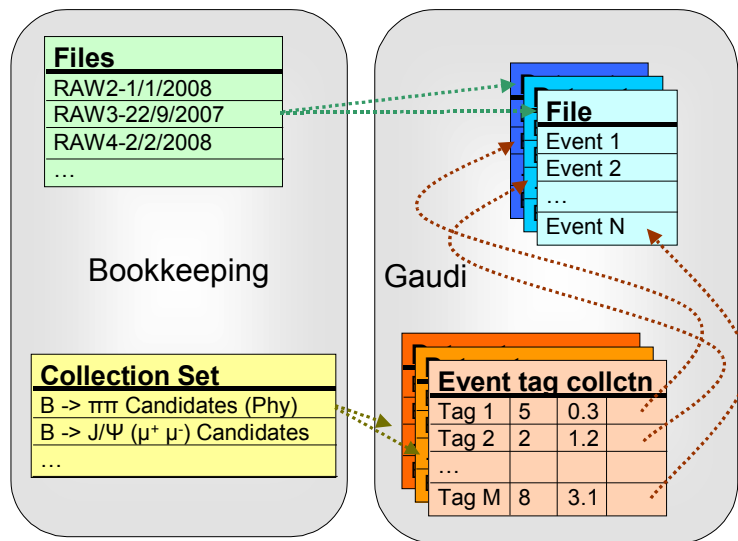 Files
RAW2-1/1/2008
RAW3-22/9/2007
RAW4-2/2/2008
…
Bookkeeping
Collection Set
B -> ππ Candidates (Phy)
B -> J/Ψ (μ⁺ μ⁻) Candidates
…
File
Event 1
Event 2
…
Event N
Gaudi
Event tag collctn
Tag 1 5 0.3
Tag 2 2 1.2
…
Tag M 8 3.1